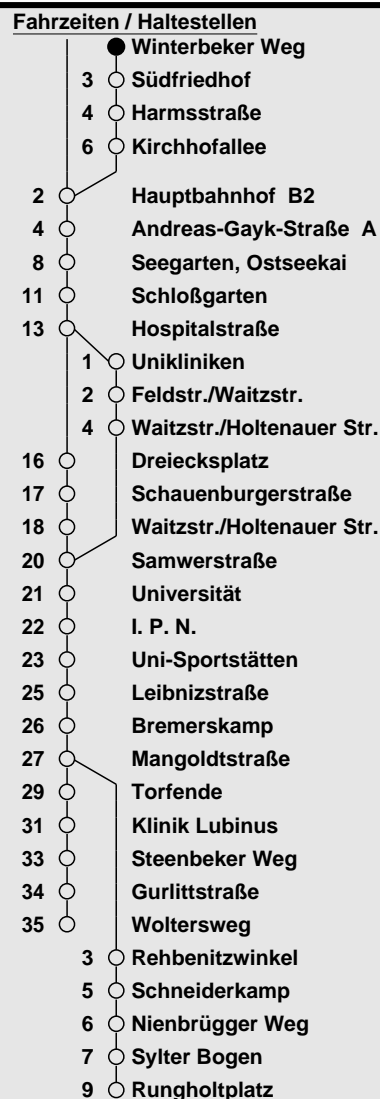 Fahrzeiten / Haltestellen
Winterbeker Weg
3 Südfriedhof
4 Harmsstraße
6 Kirchhofallee
2 Hauptbahnhof B2
4 Andreas-Gayk-Straße A
8 Seegarten, Ostseekai
11 Schloßgarten
13 Hospitalstraße
1 Unikliniken
2 Feldstr./Waitzstr.
4 Waitzstr./Holtenauer Str.
16 Dreiecksplatz
17 Schauenburgerstraße
18 Waitzstr./Holtenauer Str.
20 Samwerstraße
21 Universität
22 I. P. N.
23 Uni-Sportstätten
25 Leibnizstraße
26 Bremerskamp
27 Mangoldtstraße
29 Torfende
31 Klinik Lubinus
33 Steenbeker Weg
34 Gurlittstraße
35 Woltersweg
3 Rehbenitzwinkel
5 Schneiderkamp
6 Nienbrügger Weg
7 Sylter Bogen
9 Rungholtplatz